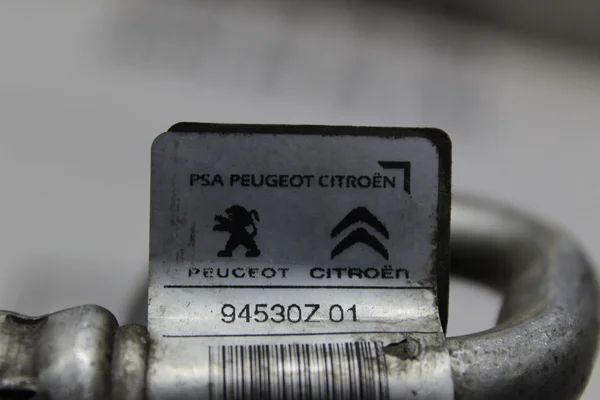 PSA PEUGEOT CITROËN
PEUGEOT CITROËN
94530Z 01